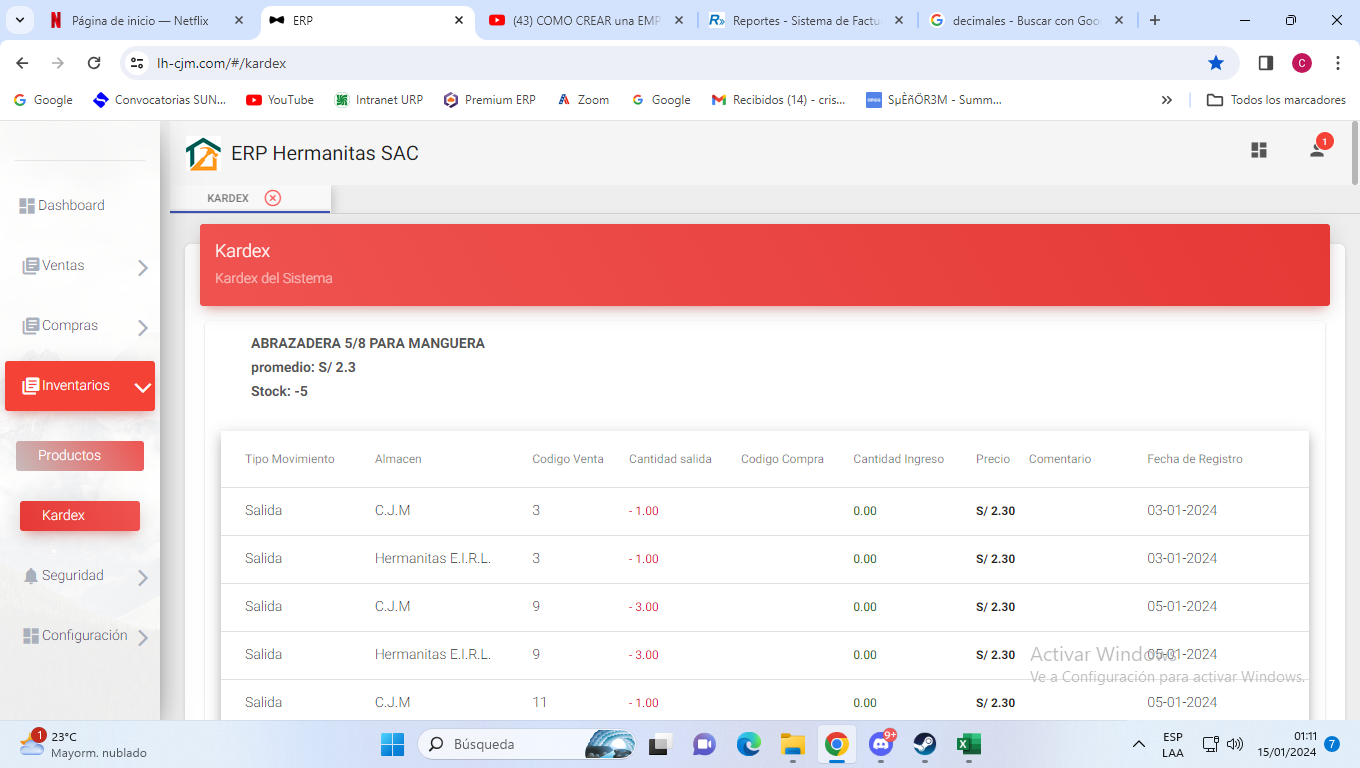 Página de inicio — Netflix
ERP
(43) COMO CREAR una EMP
Reportes - Sistema de Factu
decimales - Buscar con Goo
lh-cjm.com/#/kardex
C
Google
Convocatorias SUN...
YouTube
Intranet URP
Premium ERP
Zoom
Google
Recibidos (14) - cris...
SµÈñÖR3M - Summ...
Todos los marcadores
ERP Hermanitas SAC
1
KARDEX
Dashboard
Ventas
Compras
Inventarios
Productos
Kardex
Seguridad
Configuración
Kardex
Kardex del Sistema
ABRAZADERA 5/8 PARA MANGUERA
promedio: S/ 2.3
Stock: -5
Tipo Movimiento Almacen Codigo Venta Cantidad salida Codigo Compra Cantidad Ingreso Precio Comentario Fecha de Registro
Salida C.J.M 3 - 1.00 0.00 S/ 2.30 03-01-2024
Salida Hermanitas E.I.R.L. 3 - 1.00 0.00 S/ 2.30 03-01-2024
Salida C.J.M 9 - 3.00 0.00 S/ 2.30 05-01-2024
Salida Hermanitas E.I.R.L. 9 - 3.00 0.00 S/ 2.30 05-01-2024
Salida C.J.M 11 - 1.00 0.00 S/ 2.30 05-01-2024
Activar Windows
Ve a Configuración para activar Windows.
1
23°C
Mayorm. nublado
Búsqueda
9+
ESP
LAA
01:11
15/01/2024
7